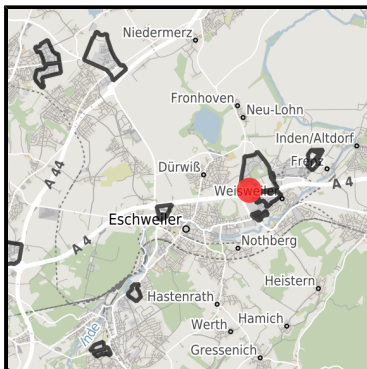 Niedermerz
Fronhoven
Neu-Lohn
Inden/Altdorf
Frenz
Dürwiß
A 44
Weisweiler
A 4
Eschweiler
A 4
Nothberg
Heistern
Hastenrath
Inde
Werth
Hamich
Gressenich